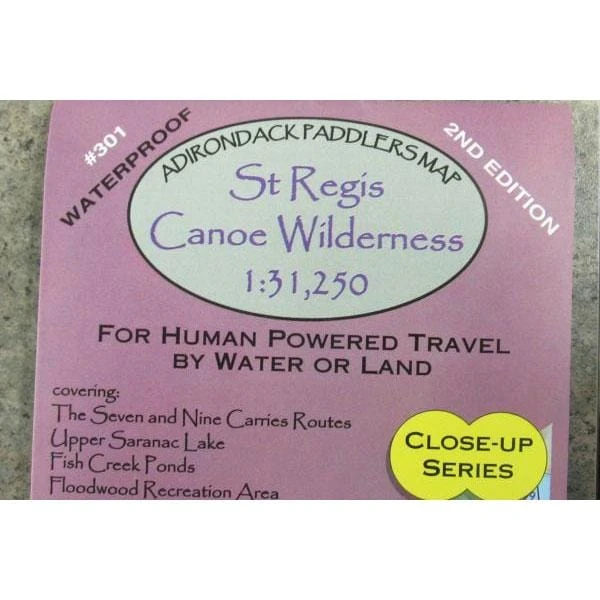 #301
WATERPROOF
2ND EDITION
ADIRONDACK PADDLERS MAP
St Regis
Canoe Wilderness
1:31,250
FOR HUMAN POWERED TRAVEL
BY WATER OR LAND
covering:
The Seven and Nine Carries Routes
Upper Saranac Lake
Fish Creek Ponds
Floodwood Recreation Area
CLOSE-UP
SERIES